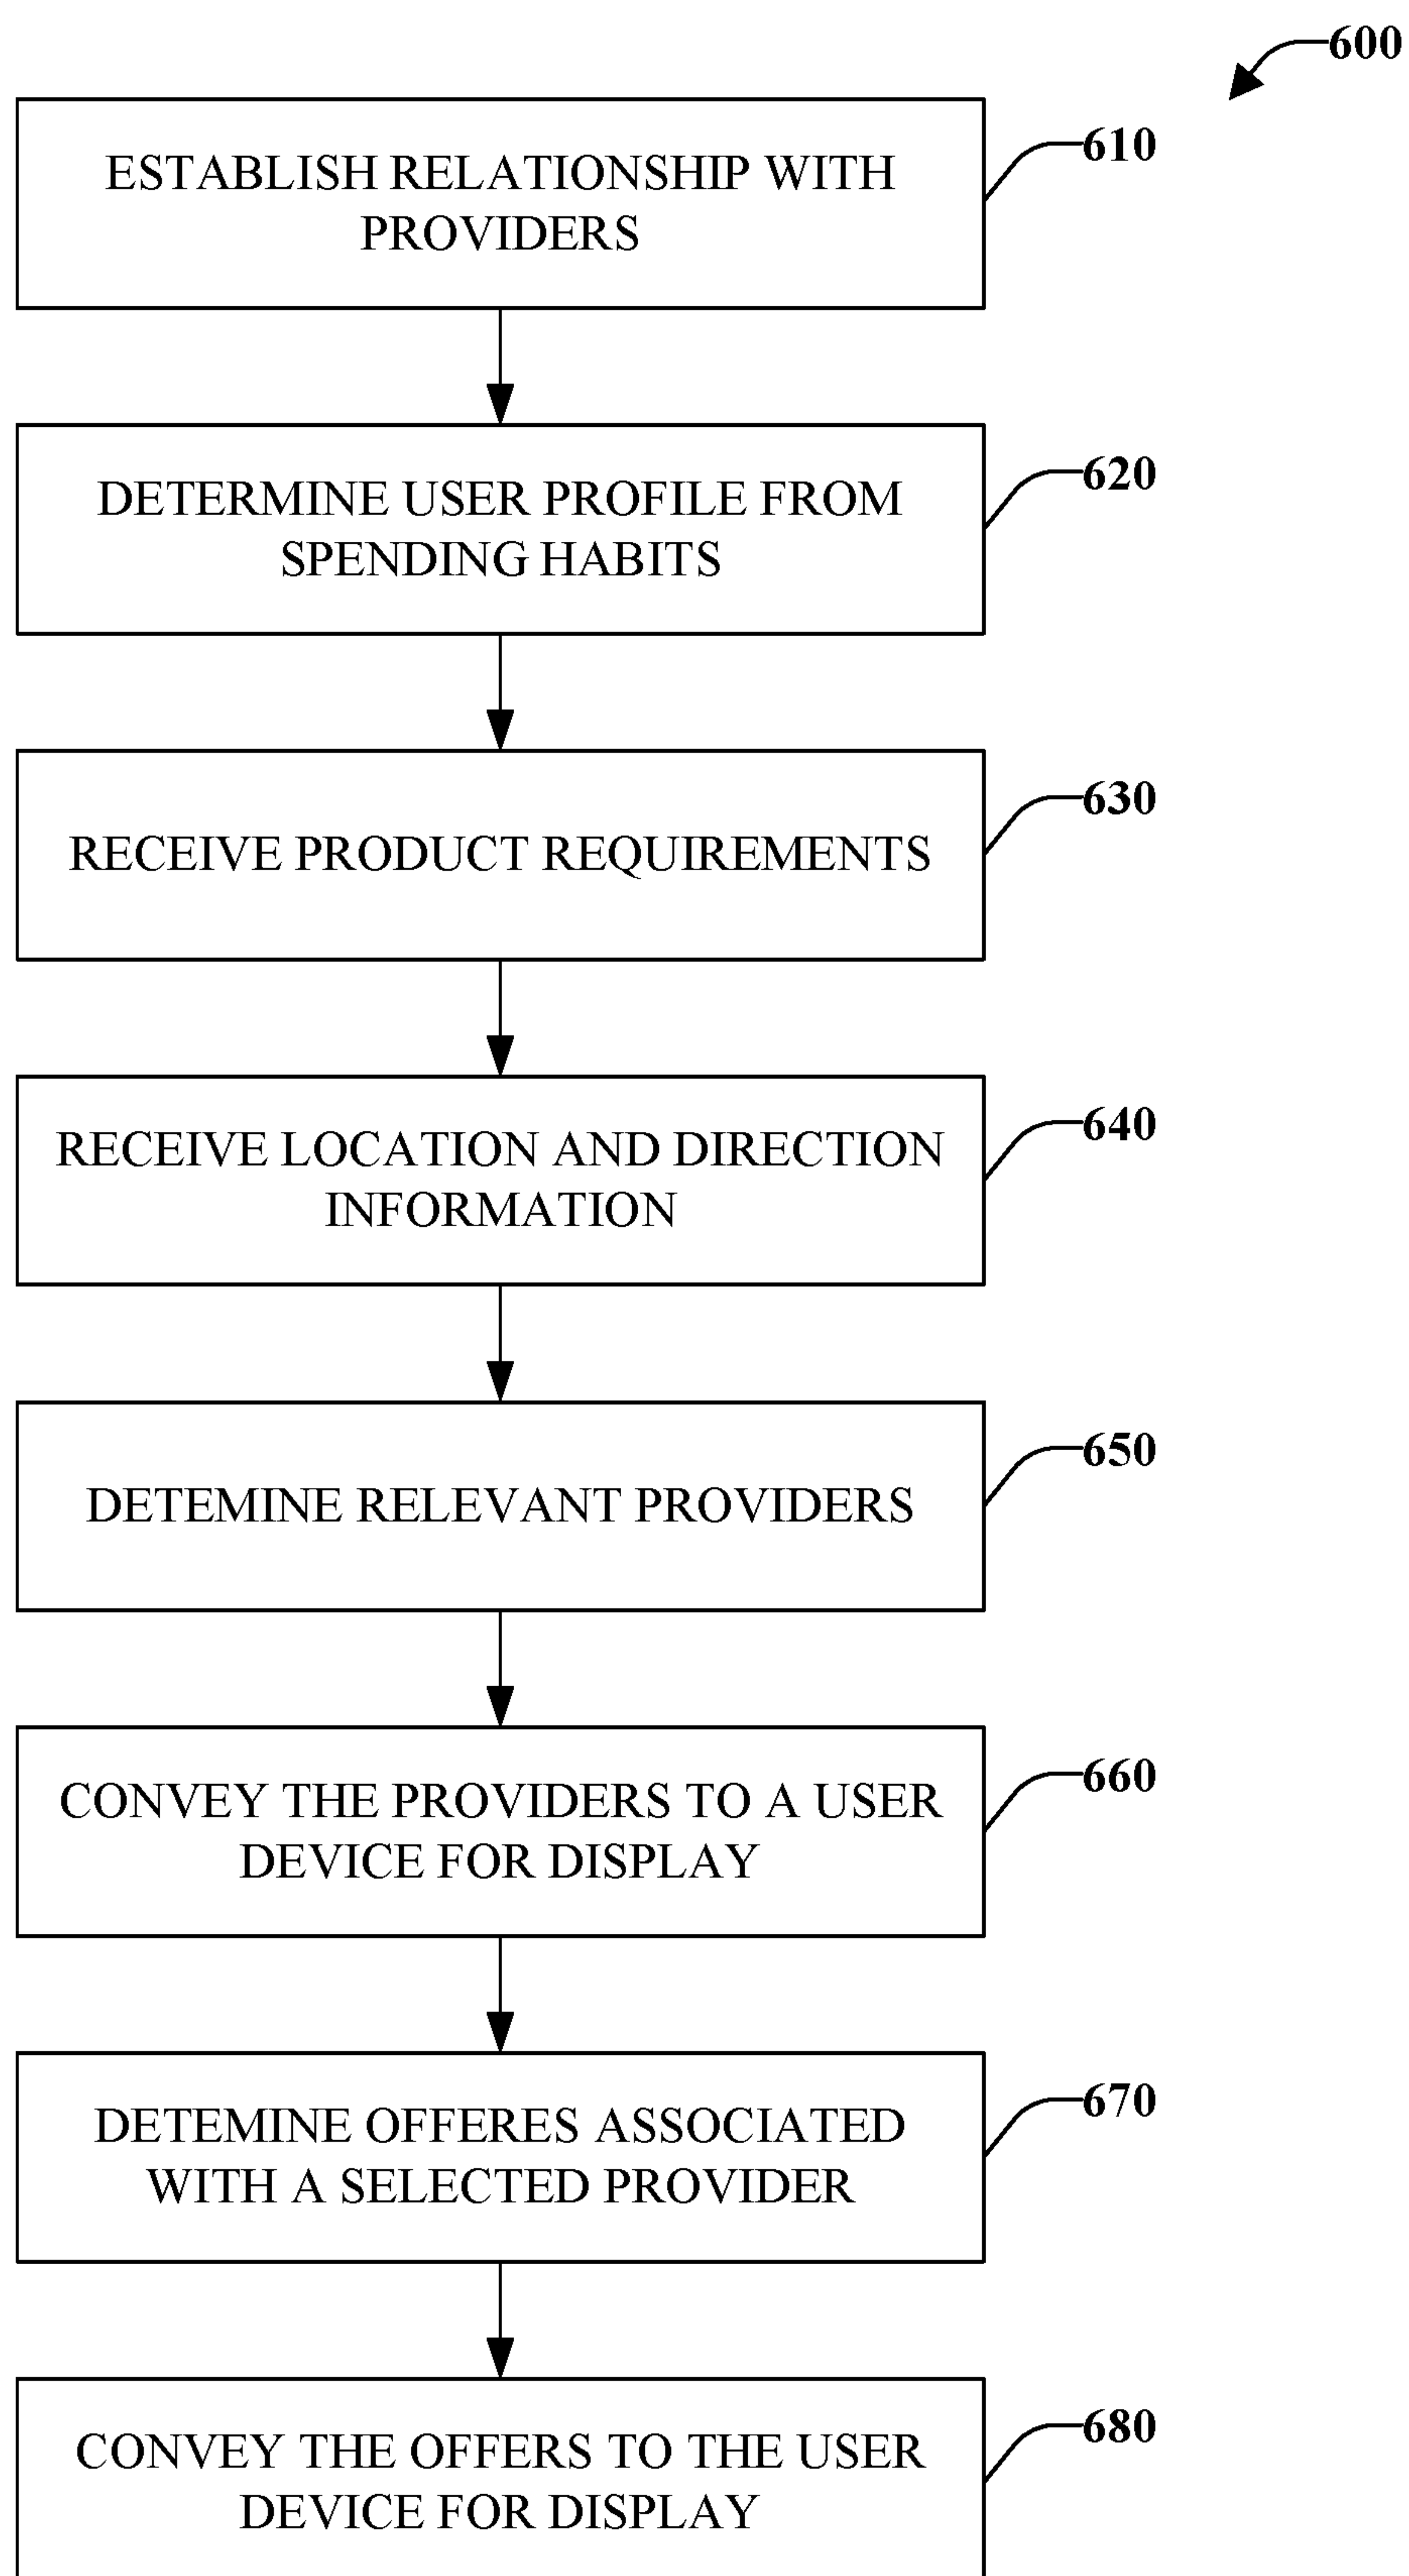 600
ESTABLISH RELATIONSHIP WITH
PROVIDERS
610
DETERMINE USER PROFILE FROM
SPENDING HABITS
620
RECEIVE PRODUCT REQUIREMENTS
630
RECEIVE LOCATION AND DIRECTION
INFORMATION
640
DETEMINE RELEVANT PROVIDERS
650
CONVEY THE PROVIDERS TO A USER
DEVICE FOR DISPLAY
660
DETEMINE OFFERES ASSOCIATED
WITH A SELECTED PROVIDER
670
CONVEY THE OFFERS TO THE USER
DEVICE FOR DISPLAY
680